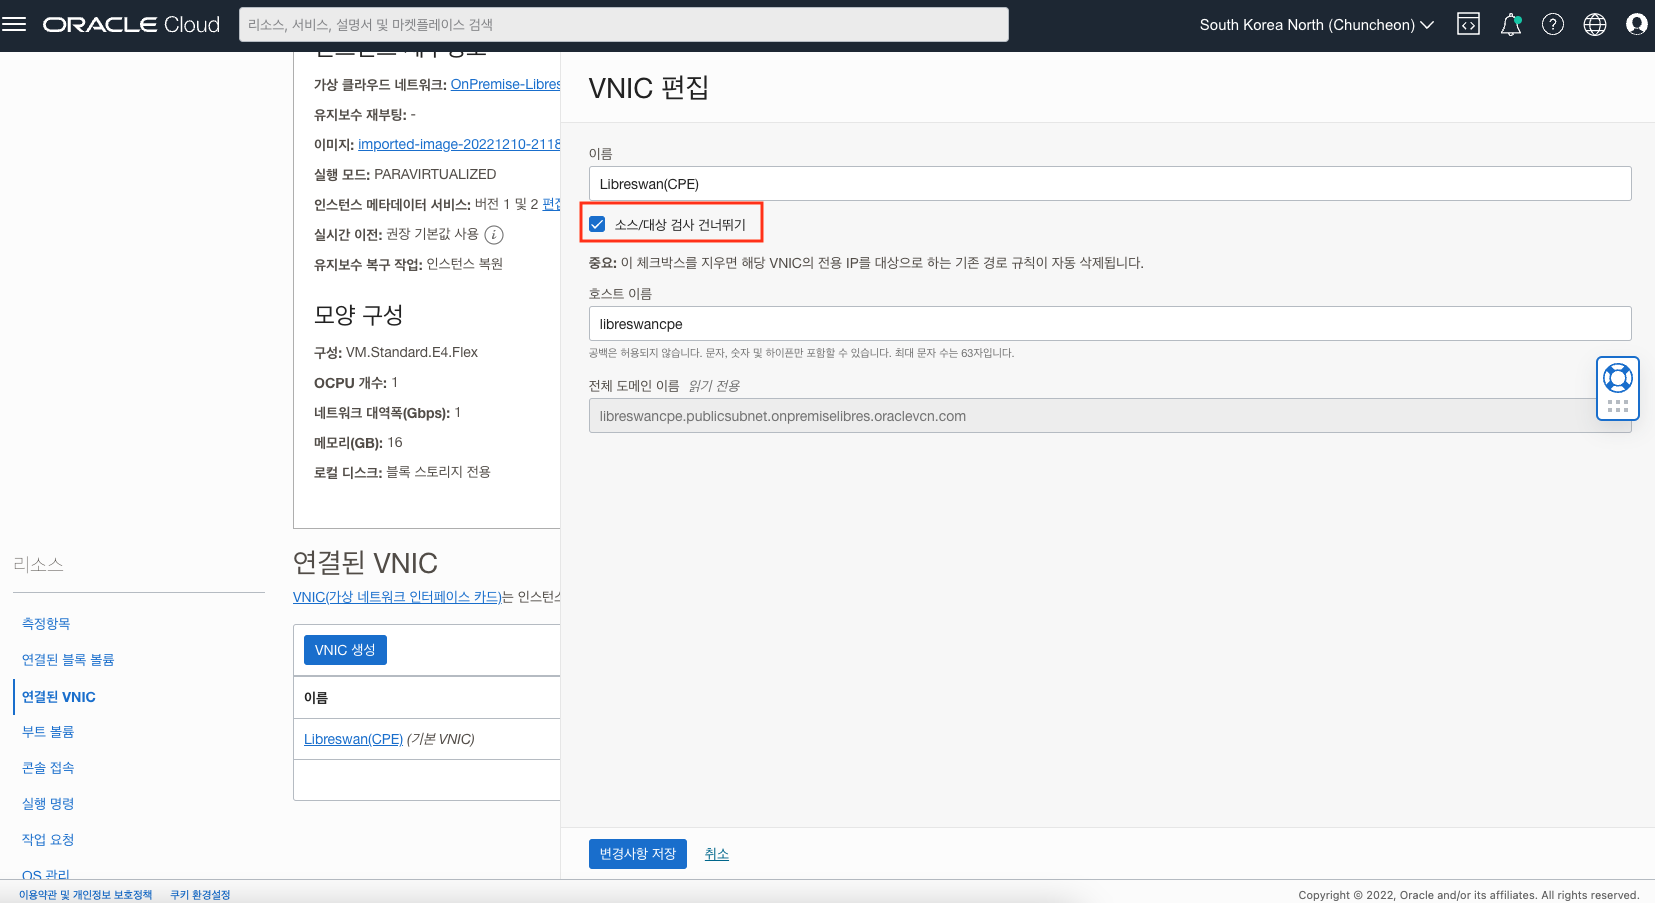 ORACLE Cloud
리소스, 서비스, 설명서 및 마켓플레이스 검색
South Korea North (Chuncheon)
가상 클라우드 네트워크: OnPremise-Libres
유지보수 재부팅: -
이미지: imported-image-20221210-2118
실행 모드: PARAVIRTUALIZED
인스턴스 메타데이터 서비스: 버전 1 및 2 편집
실시간 이전: 권장 기본값 사용
유지보수 복구 작업: 인스턴스 복원
모양 구성
구성: VM.Standard.E4.Flex
OCPU 개수: 1
네트워크 대역폭(Gbps): 1
메모리(GB): 16
로컬 디스크: 블록 스토리지 전용
리소스
측정항목
연결된 블록 볼륨
연결된 VNIC
부트 볼륨
콘솔 접속
실행 명령
작업 요청
OS 관리
연결된 VNIC
VNIC(가상 네트워크 인터페이스 카드)는 인스턴스
VNIC 생성
이름
Libreswan(CPE) (기본 VNIC)
VNIC 편집
이름
Libreswan(CPE)
소스/대상 검사 건너뛰기
중요: 이 체크박스를 지우면 해당 VNIC의 전용 IP를 대상으로 하는 기존 경로 규칙이 자동 삭제됩니다.
호스트 이름
libreswancpe
공백은 허용되지 않습니다. 문자, 숫자 및 하이픈만 포함할 수 있습니다. 최대 문자 수는 63자입니다.
전체 도메인 이름 읽기 전용
libreswancpe.publicsubnet.onpremiselibres.oraclevcn.com
변경사항 저장
취소
이용약관 및 개인정보 보호정책
쿠키 환경설정
Copyright © 2022, Oracle and/or its affiliates. All rights reserved.